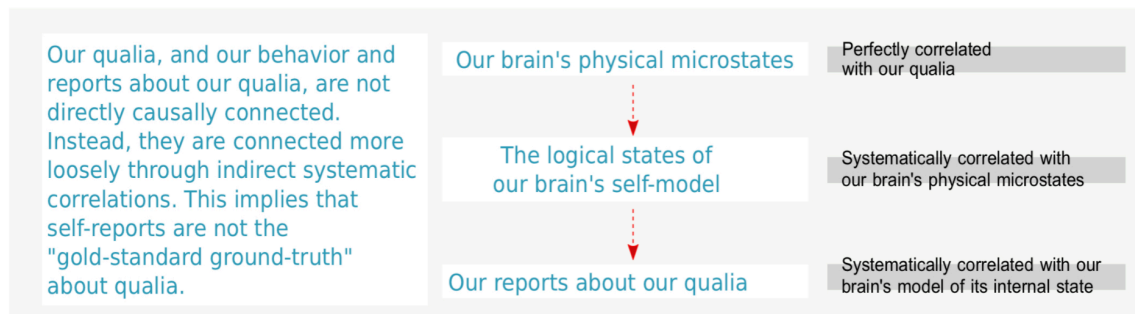 Our qualia, and our behavior and
reports about our qualia, are not
directly causally connected.
Instead, they are connected more
loosely through indirect systematic
correlations. This implies that
self-reports are not the
"gold-standard ground-truth"
about qualia.
Our brain's physical microstates
Perfectly correlated
with our qualia
The logical states of
our brain's self-model
Systematically correlated with
our brain's physical microstates
Our reports about our qualia
Systematically correlated with our
brain's model of its internal state